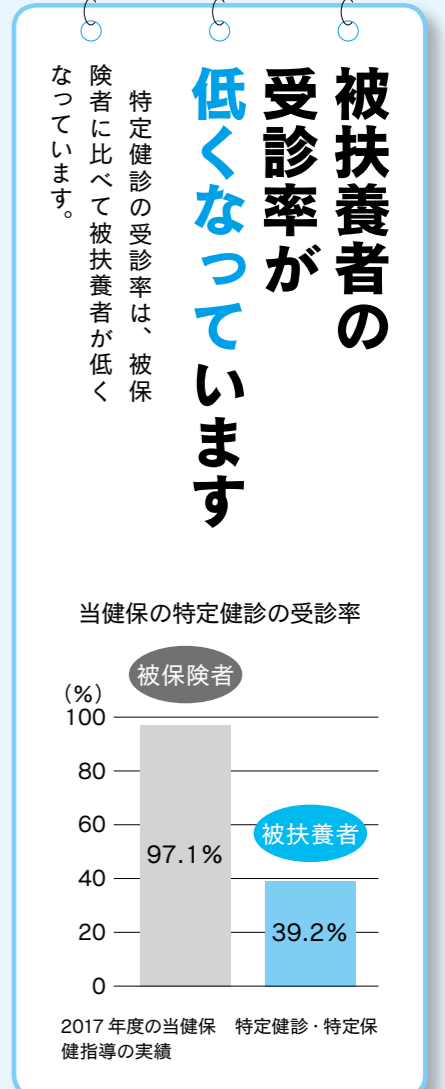 被扶養者の
受診率が
低くなっています
特定健診の受診率は、被保
険者に比べて被扶養者が低く
なっています。
当健保の特定健診の受診率
被保険者
(%)
100
80
60
40
20
0
97.1%
被扶養者
39.2%
2017年度の当健保 特定健診・特定保
健指導の実績